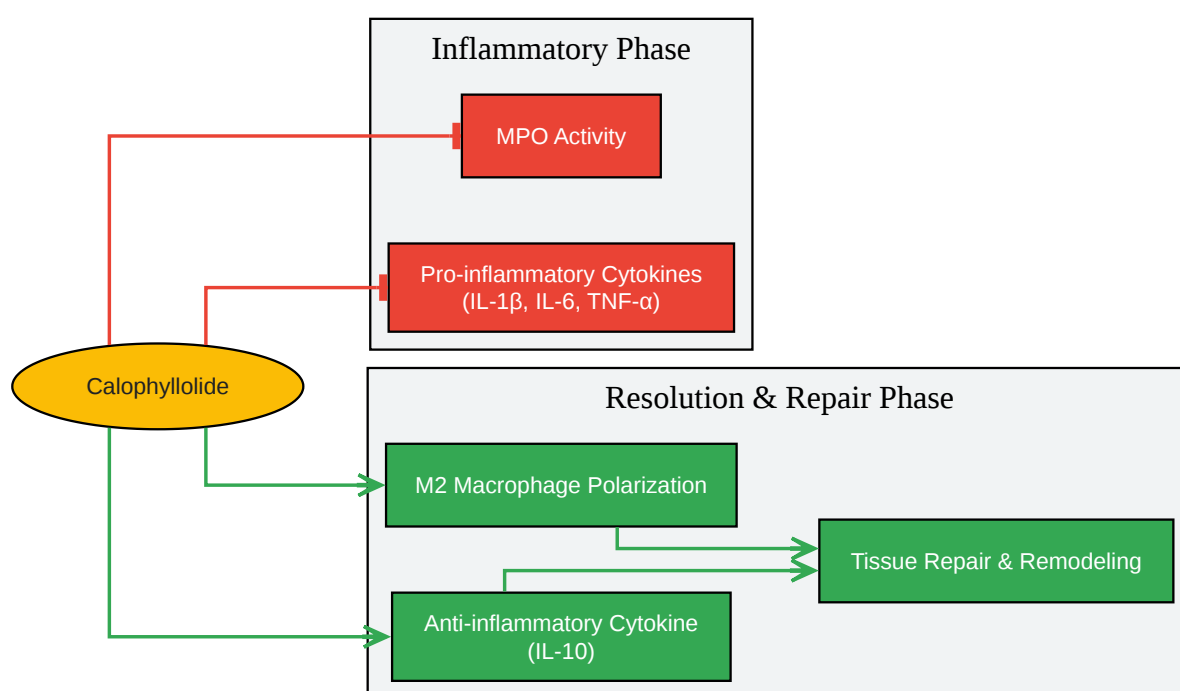 Inflammatory Phase
MPO Activity
Pro-inflammatory Cytokines
(IL-1β, IL-6, TNF-α)
Calophyllolide
Resolution & Repair Phase
M2 Macrophage Polarization
Tissue Repair & Remodeling
Anti-inflammatory Cytokine
(IL-10)